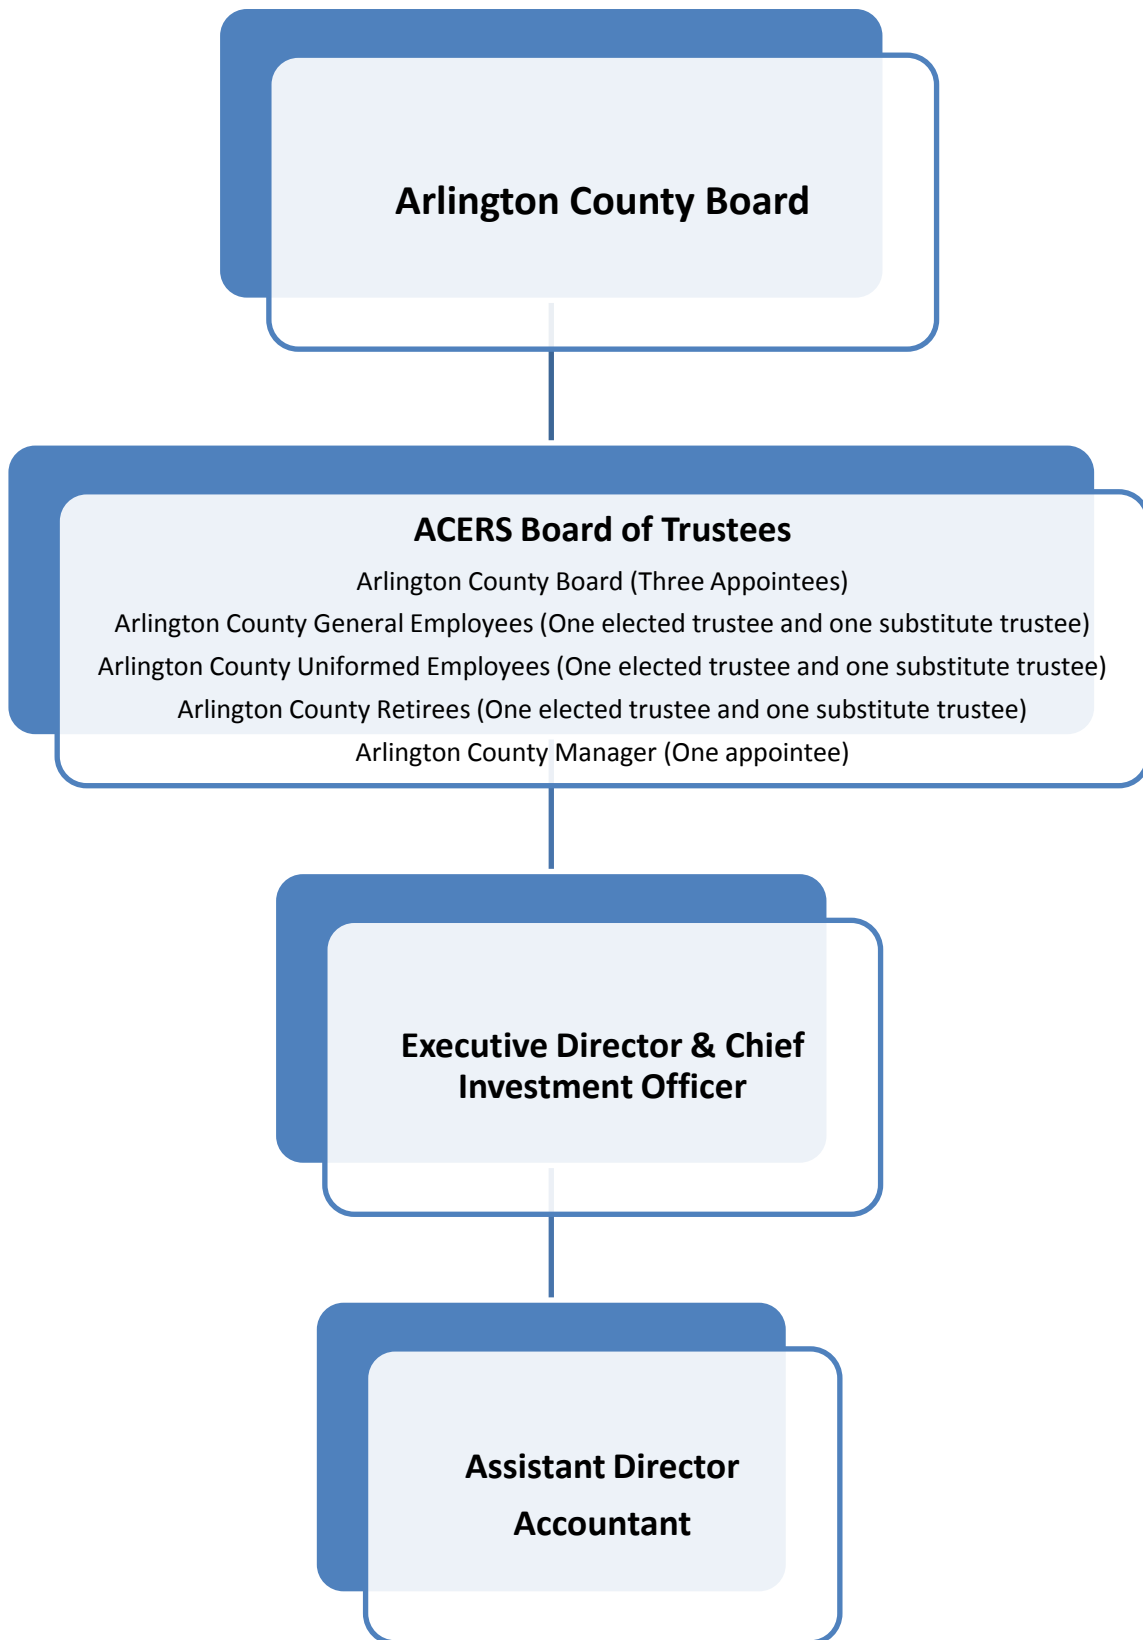 Arlington County Board
ACERS Board of Trustees
Arlington County Board (Three Appointees)
Arlington County General Employees (One elected trustee and one substitute trustee)
Arlington County Uniformed Employees (One elected trustee and one substitute trustee)
Arlington County Retirees (One elected trustee and one substitute trustee)
Arlington County Manager (One appointee)
Executive Director & Chief
Investment Officer
Assistant Director
Accountant